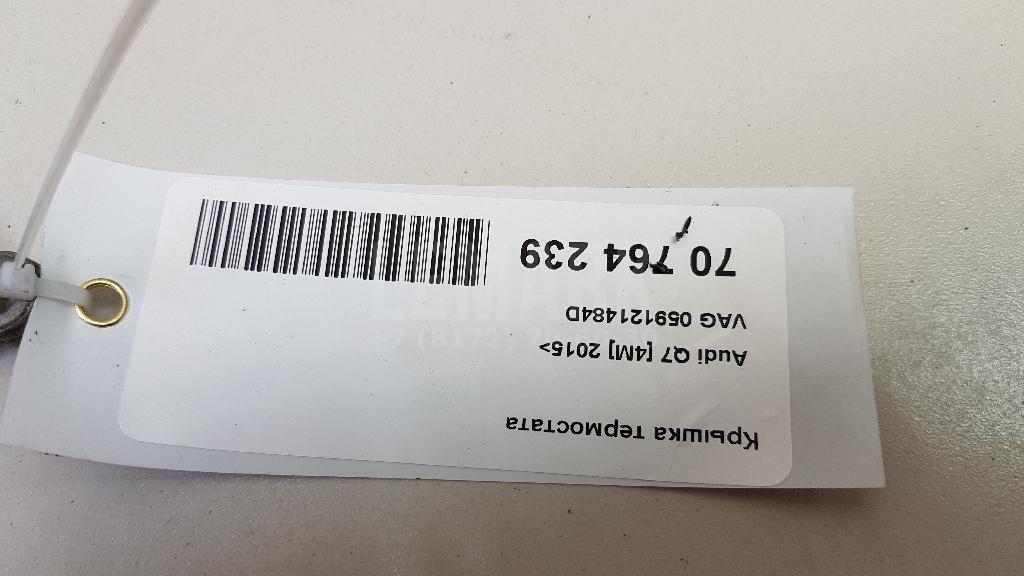 Крышка термостата
Audi Q7 [4M] 2015>
VAG 059121484D
70 764 239